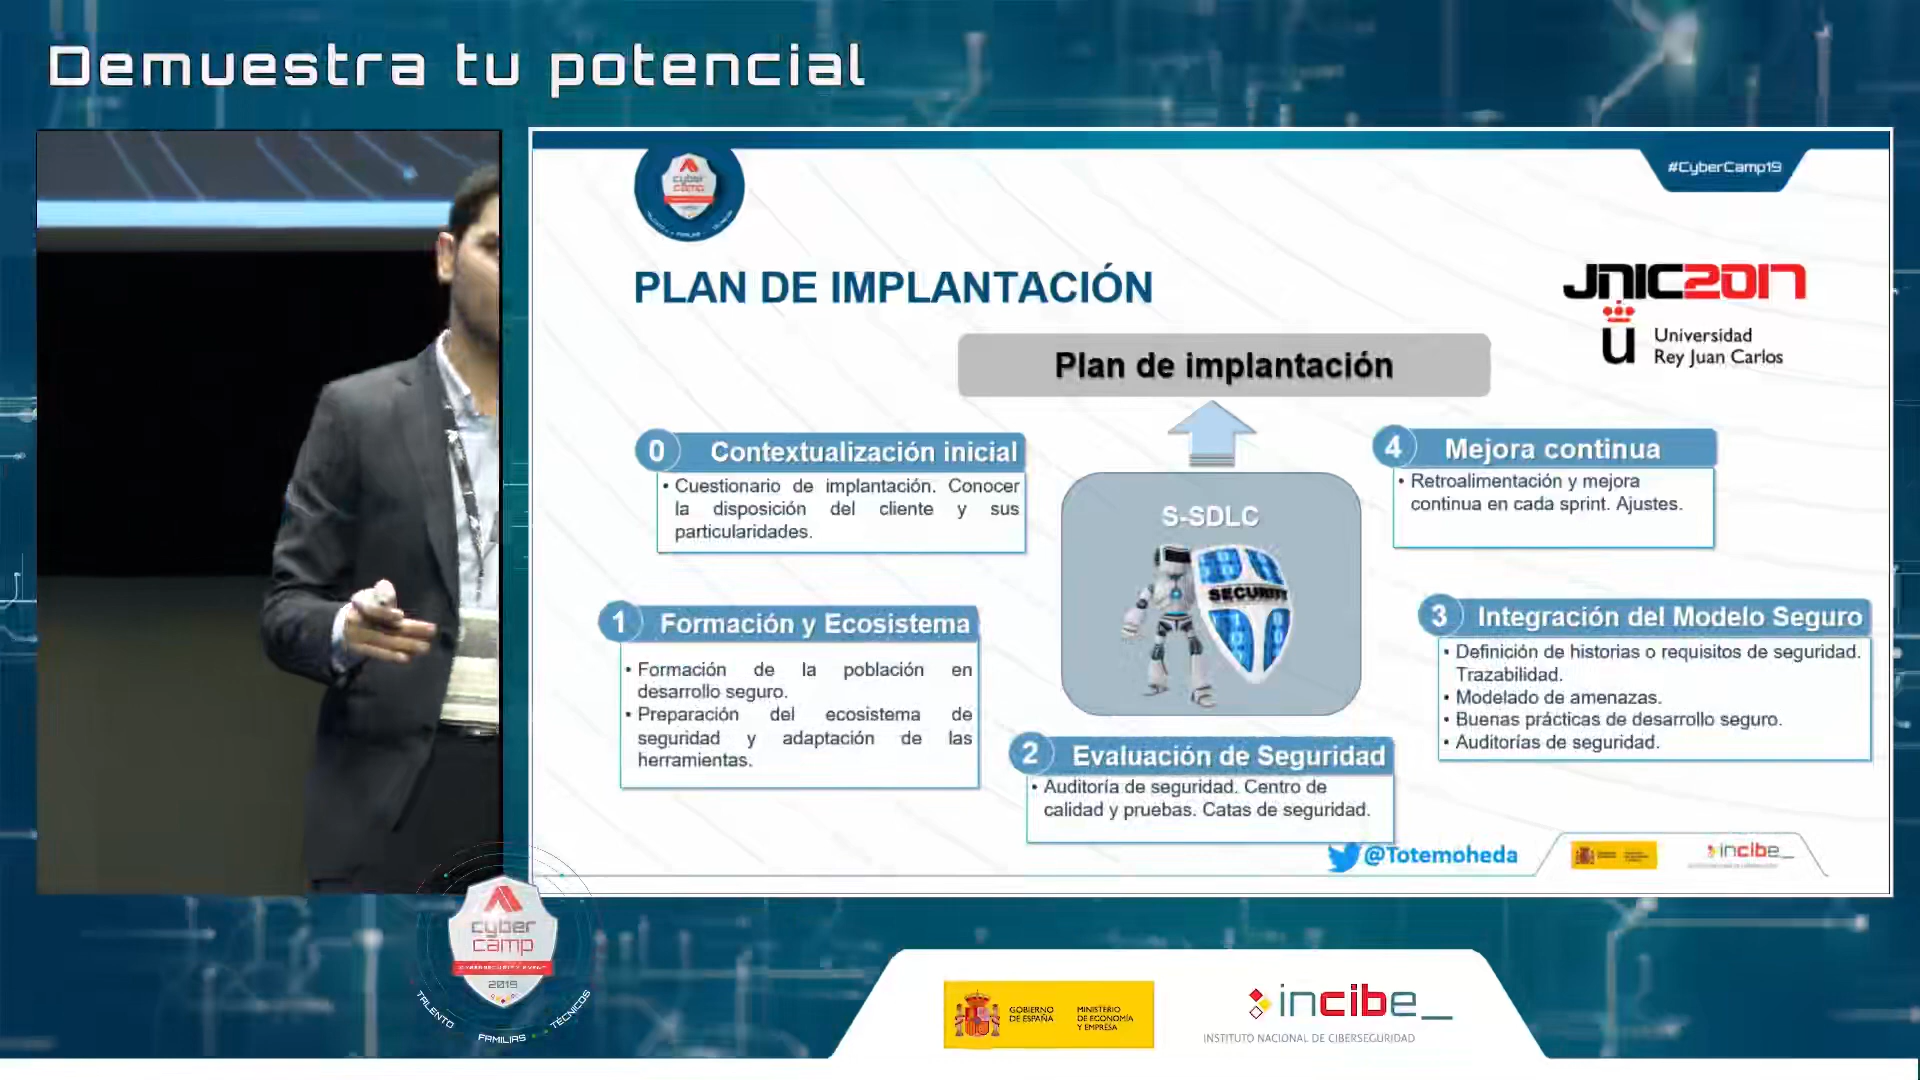 Demuestra tu potencial
cyber
camp
#CyberCamp19
PLAN DE IMPLANTACIÓN
JNIC2017
u
Universidad
Rey Juan Carlos
Plan de implantación
0 Contextualización inicial
• Cuestionario de implantación. Conocer
la disposición del cliente y sus
particularidades.
S-SDLC
SECURITY
4 Mejora continua
• Retroalimentación y mejora
continua en cada sprint. Ajustes.
1 Formación y Ecosistema
• Formación de la población en
desarrollo seguro.
• Preparación del ecosistema de
seguridad y adaptación de las
herramientas.
2 Evaluación de Seguridad
• Auditoría de seguridad. Centro de
calidad y pruebas. Catas de seguridad.
3 Integración del Modelo Seguro
• Definición de historias o requisitos de seguridad.
Trazabilidad.
• Modelado de amenazas.
• Buenas prácticas de desarrollo seguro.
• Auditorías de seguridad.
@Totemoheda
incibe_
cyber
camp
CYBERSECURITY EVENT
2019
TALENTO
FAMILIAS
TÉCNICOS
GOBIERNO
DE ESPAÑA
MINISTERIO
DE ECONOMÍA
Y EMPRESA
incibe_
INSTITUTO NACIONAL DE CIBERSEGURIDAD